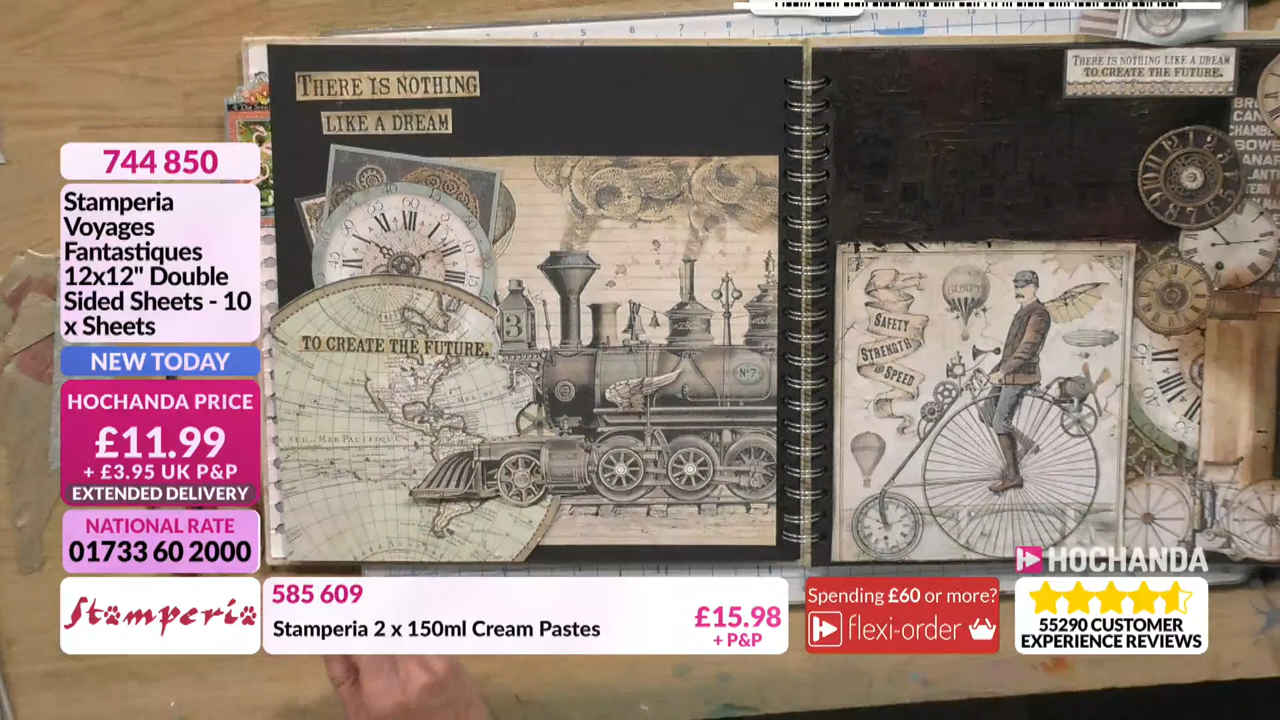 THERE IS NOTHING
LIKE A DREAM
TO CREATE THE FUTURE.
3
Nº7
THERE IS NOTHING LIKE A DREAM
TO CREATE THE FUTURE.
SAFETY
STRENGTH
AND SPEED
744 850
Stamperia
Voyages
Fantastiques
12x12" Double
Sided Sheets - 10
x Sheets
NEW TODAY
HOCHANDA PRICE
£11.99
+ £3.95 UK P&P
EXTENDED DELIVERY
NATIONAL RATE
01733 60 2000
Stamperia
585 609
Stamperia 2 x 150ml Cream Pastes
£15.98
+ P&P
Spending £60 or more?
flexi-order
HOCHANDA
55290 CUSTOMER
EXPERIENCE REVIEWS